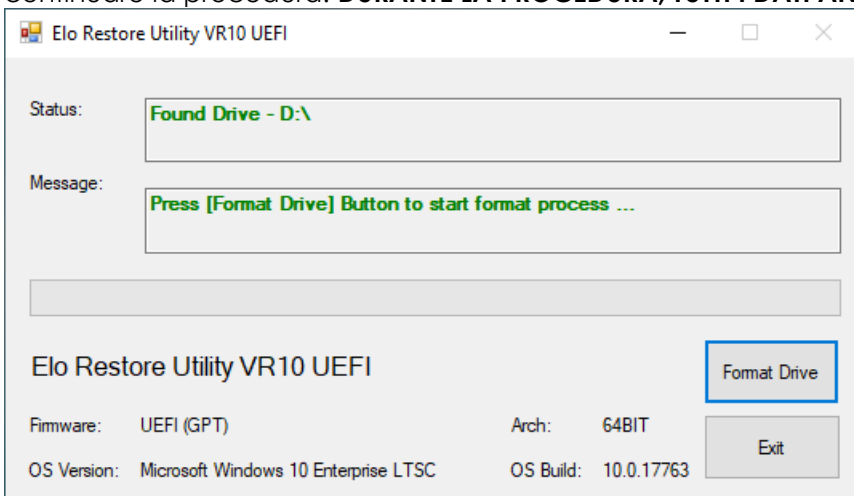 Elo Restore Utility VR10 UEFI
Status:
Found Drive - D:\
Message:
Press [Format Drive] Button to start format process ...
Elo Restore Utility VR10 UEFI
Format Drive
Firmware: UEFI (GPT) Arch: 64BIT
Exit
OS Version: Microsoft Windows 10 Enterprise LTSC OS Build: 10.0.17763